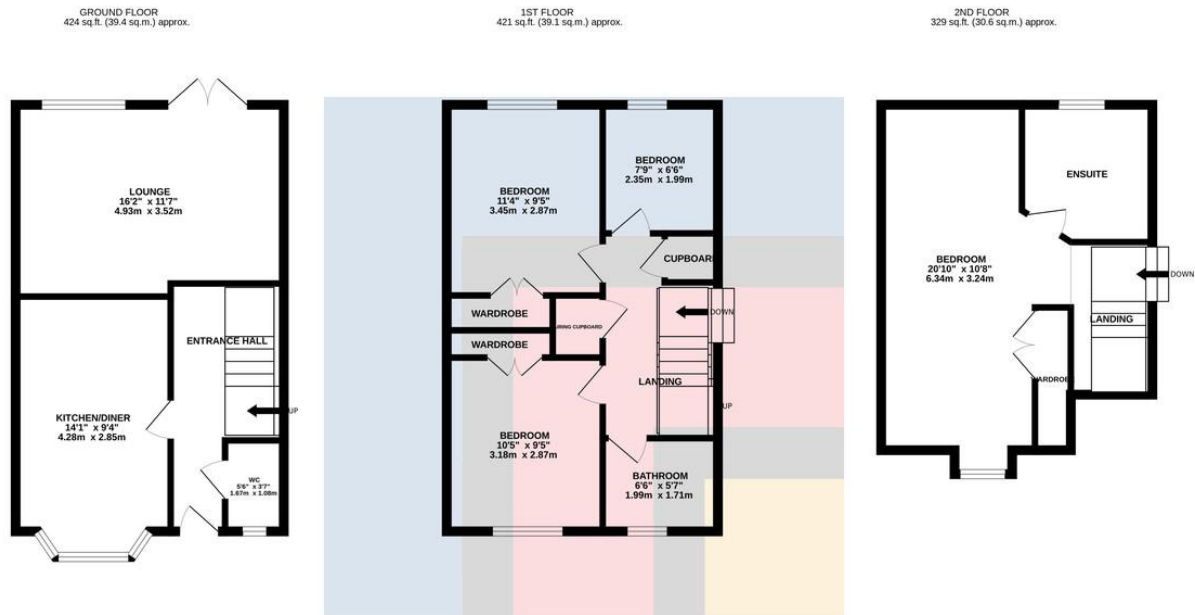 GROUND FLOOR
424 sq.ft. (39.4 sq.m.) approx.
LOUNGE
16'2" x 11'7"
4.93m x 3.52m
ENTRANCE HALL
UP
KITCHEN/DINER
14'1" x 9'4"
4.28m x 2.85m
WC
5'6" x 3'7"
1.67m x 1.08m
1ST FLOOR
421 sq.ft. (39.1 sq.m.) approx.
BEDROOM
7'9" x 6'6"
2.35m x 1.99m
BEDROOM
11'4" x 9'5"
3.45m x 2.87m
CUPBOAR
WARDROBE
CUPBOARD
DOWN
WARDROBE
LANDING
UP
BEDROOM
10'5" x 9'5"
3.18m x 2.87m
BATHROOM
6'6" x 5'7"
1.99m x 1.71m
2ND FLOOR
329 sq.ft. (30.6 sq.m.) approx.
ENSUITE
BEDROOM
20'10" x 10'8"
6.34m x 3.24m
DOWN
LANDING